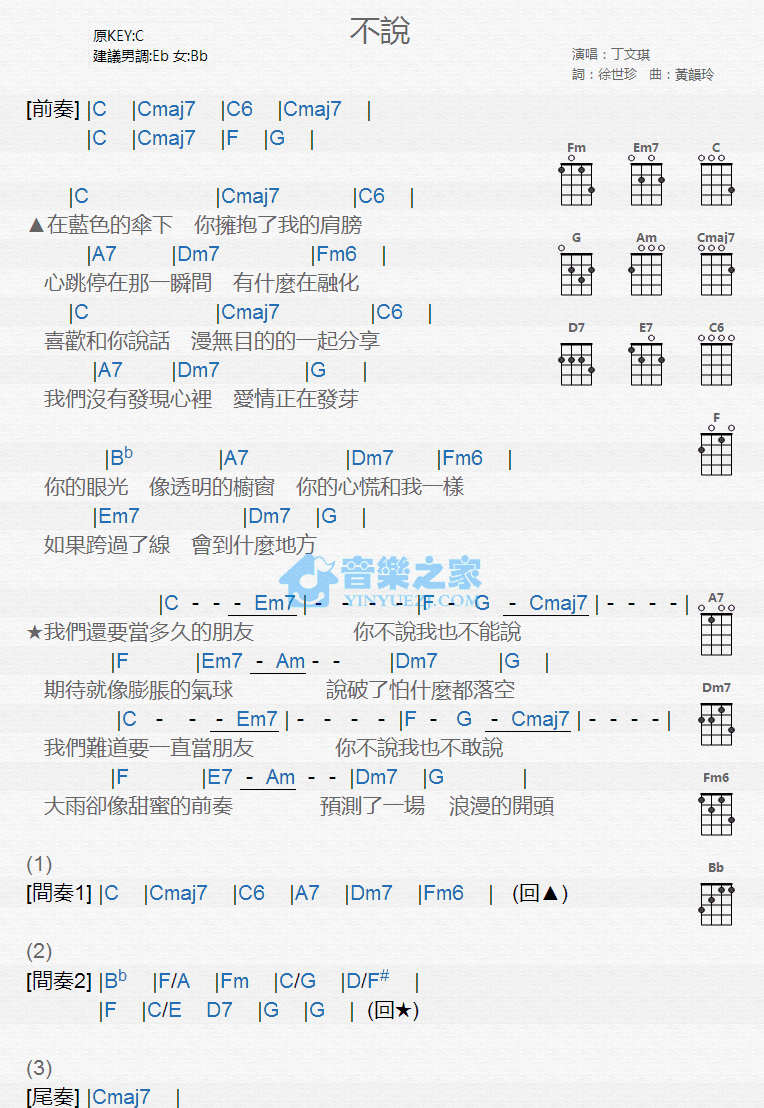 不說
原KEY:C
建議男調:Eb 女:Bb
演唱：丁文琪
詞：徐世珍 曲：黃韻玲
[前奏] |C |Cmaj7 |C6 |Cmaj7 |
|C |Cmaj7 |F |G |
Fm Em7 C
|C |Cmaj7 |C6 |
▲在藍色的傘下 你擁抱了我的肩膀
G Am Cmaj7
|A7 |Dm7 |Fm6 |
心跳停在那一瞬間 有什麼在融化
|C |Cmaj7 |C6 |
D7 E7 C6
喜歡和你說話 漫無目的的一起分享
|A7 |Dm7 |G |
我們沒有發現心裡 愛情正在發芽
F
|Bb |A7 |Dm7 |Fm6 |
你的眼光 像透明的櫥窗 你的心慌和我一樣
|Em7 |Dm7 |G |
如果跨過了線 會到什麼地方
音樂之家
YINYUEZJ.COM
A7
|C - - - Em7 | - - - - |F - G - Cmaj7 | - - - - |
★我們還要當多久的朋友 你不說我也不能說
|F |Em7 - Am - - |Dm7 |G |
Dm7
期待就像膨脹的氣球 說破了怕什麼都落空
|C - - - Em7 | - - - - |F - G - Cmaj7 | - - - - |
我們難道要一直當朋友 你不說我也不敢說
|F |E7 - Am - - |Dm7 |G |
Fm6
大雨卻像甜蜜的前奏 預測了一場 浪漫的開頭
(1)
Bb
[間奏1] |C |Cmaj7 |C6 |A7 |Dm7 |Fm6 | (回▲)
(2)
[間奏2] |Bb |F/A |Fm |C/G |D/F# |
|F |C/E D7 |G |G | (回★)
(3)
[尾奏] |Cmaj7 |